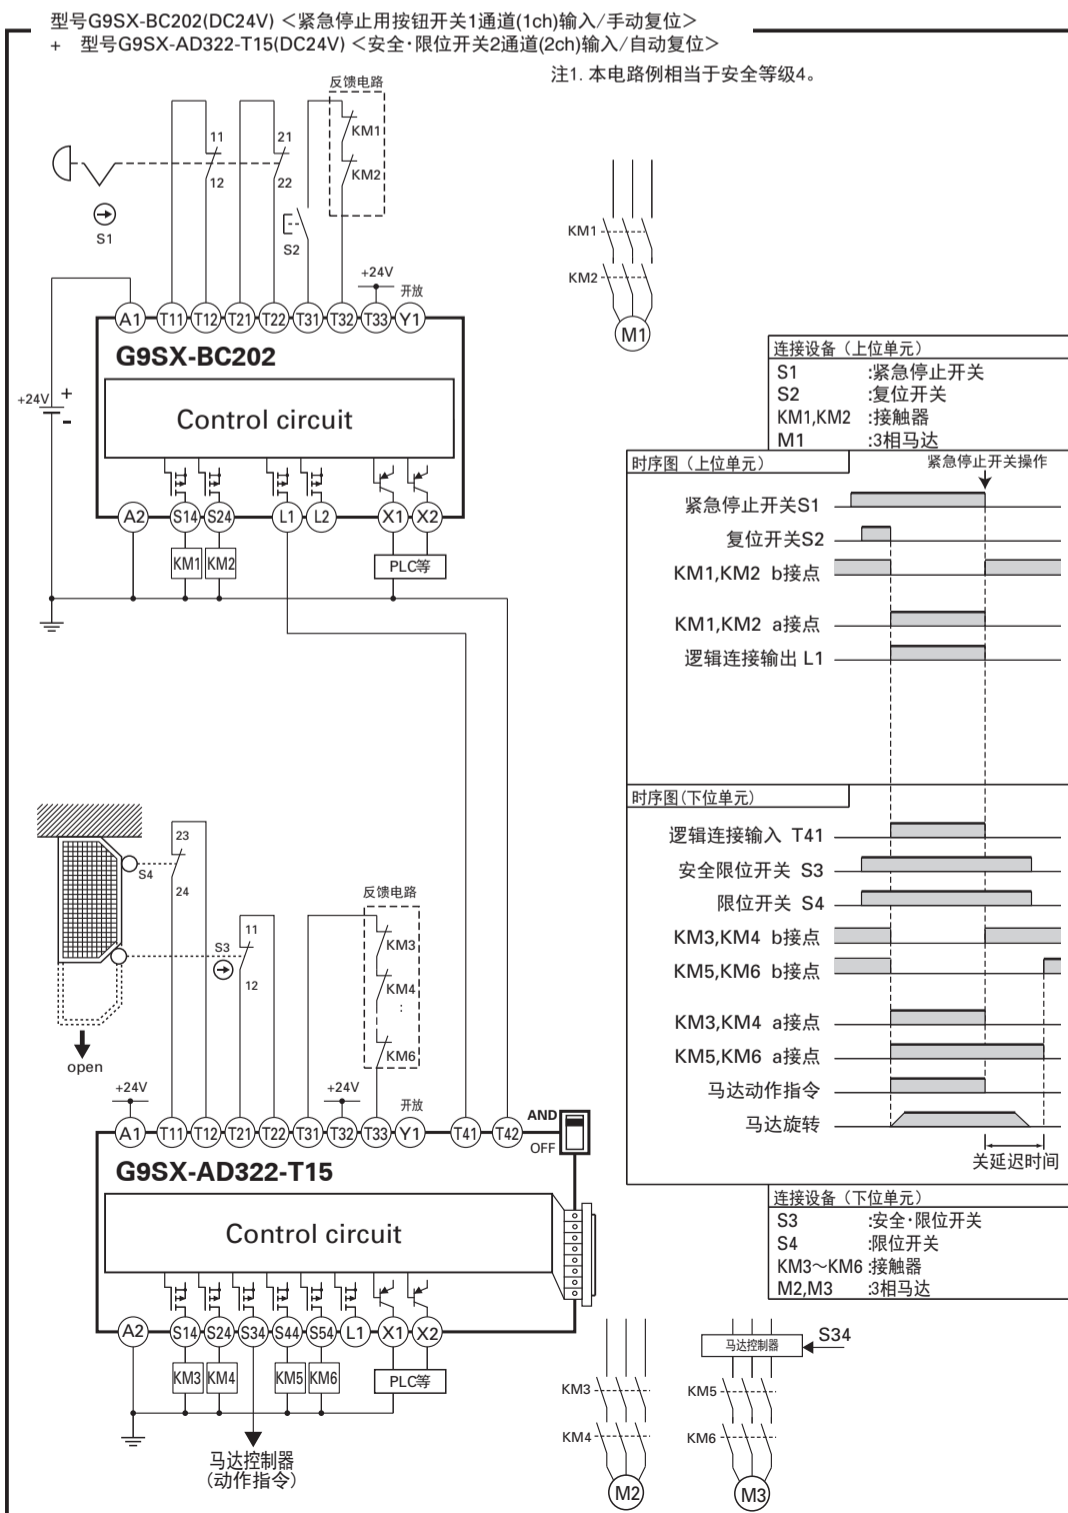 型号G9SX-BC202(DC24V) <紧急停止用按钮开关1通道(1ch)输入/手动复位>
+ 型号G9SX-AD322-T15(DC24V) <安全·限位开关2通道(2ch)输入/自动复位>
注1. 本电路例相当于安全等级4。
反馈电路
KM1
KM2
11
12
21
22
S1
S2
+24V
开放
A1 T11 T12 T21 T22 T31 T32 T33 Y1
G9SX-BC202
Control circuit
+24V
+
-
A2 S14 S24 L1 L2 X1 X2
KM1 KM2 PLC等
KM1
KM2
M1
连接设备（上位单元）
S1 :紧急停止开关
S2 :复位开关
KM1,KM2 :接触器
M1 :3相马达
时序图（上位单元）
紧急停止开关操作
紧急停止开关S1
复位开关S2
KM1,KM2 b接点
KM1,KM2 a接点
逻辑连接输出 L1
时序图(下位单元)
逻辑连接输入 T41
安全限位开关 S3
限位开关 S4
KM3,KM4 b接点
KM5,KM6 b接点
KM3,KM4 a接点
KM5,KM6 a接点
马达动作指令
马达旋转
关延迟时间
连接设备（下位单元）
S3 :安全·限位开关
S4 :限位开关
KM3～KM6 :接触器
M2,M3 :3相马达
23
24
S4
S3
11
12
open
反馈电路
KM3
KM4
:
KM6
+24V
+24V
开放
A1 T11 T12 T21 T22 T31 T32 T33 Y1 T41 T42
AND
OFF
G9SX-AD322-T15
Control circuit
A2 S14 S24 S34 S44 S54 L1 X1 X2
KM3 KM4 KM5 KM6 PLC等
马达控制器
(动作指令)
KM3
KM4
M2
马达控制器
S34
KM5
KM6
M3